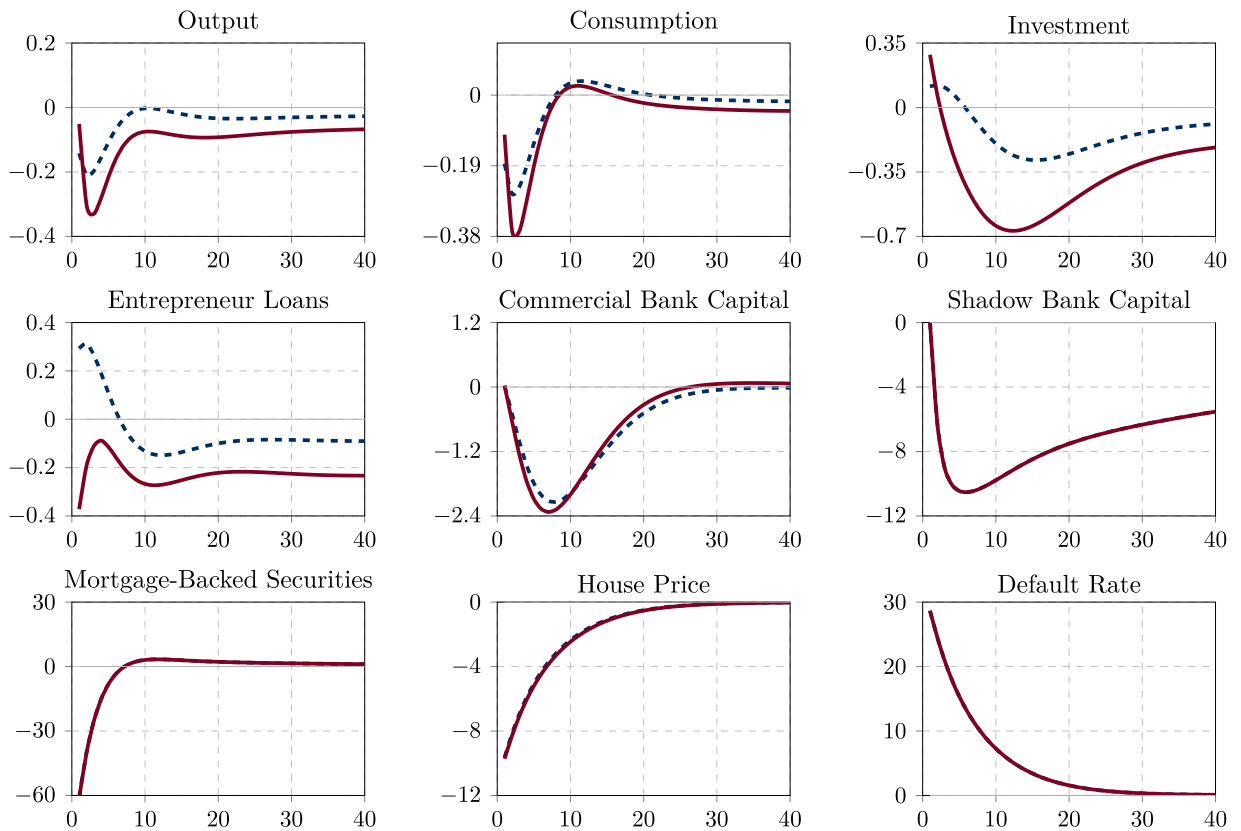 Output
0.2
0
−0.2
−0.4
0 10 20 30 40
Consumption
0
−0.19
−0.38
0 10 20 30 40
Investment
0.35
0
−0.35
−0.7
0 10 20 30 40
Entrepreneur Loans
0.4
0.2
0
−0.2
−0.4
0 10 20 30 40
Commercial Bank Capital
1.2
0
−1.2
−2.4
0 10 20 30 40
Shadow Bank Capital
0
−4
−8
−12
0 10 20 30 40
Mortgage-Backed Securities
30
0
−30
−60
0 10 20 30 40
House Price
0
−4
−8
−12
0 10 20 30 40
Default Rate
30
20
10
0
0 10 20 30 40